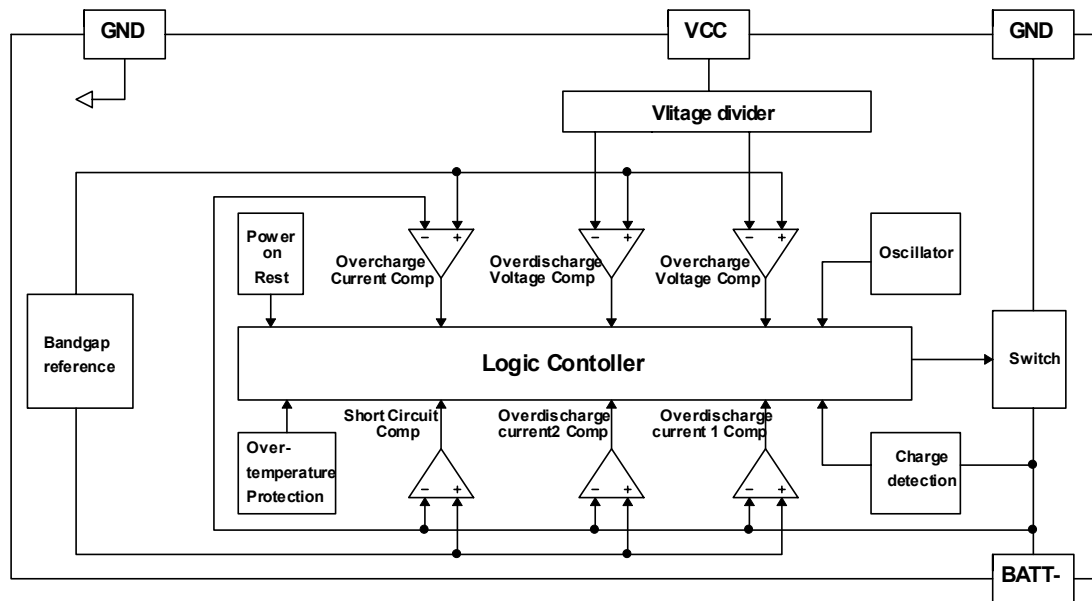 GND
VCC
GND
Vlitage divider
− +
− +
− +
Power
on
Rest
Overcharge
Current Comp
Overdischarge
Voltage Comp
Overcharge
Voltage Comp
Oscillator
Bandgap
reference
Logic Contoller
Switch
Short Circuit
Comp
Overdischarge
current2 Comp
Overdischarge
current 1 Comp
Over-
temperature
Protection
Charge
detection
− +
− +
− +
BATT-